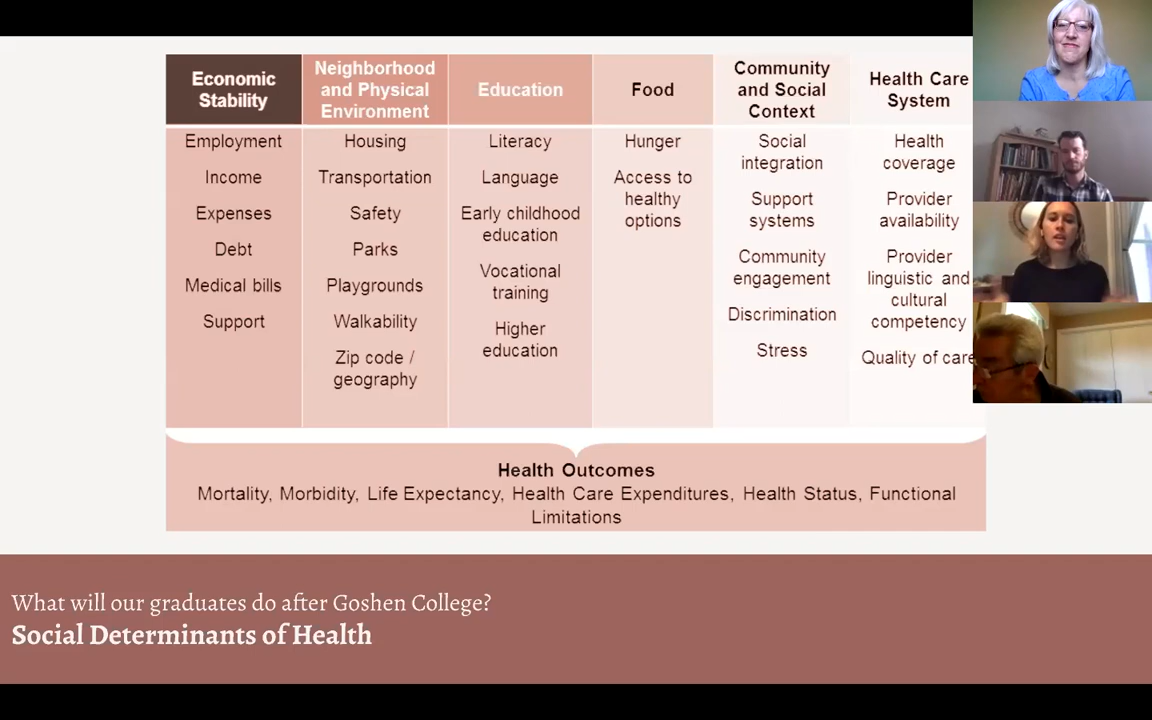 Economic
Stability
Neighborhood
and Physical
Environment
Education
Food
Community
and Social
Context
Health Care
System
Employment
Income
Expenses
Debt
Medical bills
Support
Housing
Transportation
Safety
Parks
Playgrounds
Walkability
Zip code /
geography
Literacy
Language
Early childhood
education
Vocational
training
Higher
education
Hunger
Access to
healthy
options
Social
integration
Support
systems
Community
engagement
Discrimination
Stress
Health
coverage
Provider
availability
Provider
linguistic and
cultural
competency
Quality of care
Health Outcomes
Mortality, Morbidity, Life Expectancy, Health Care Expenditures, Health Status, Functional
Limitations
What will our graduates do after Goshen College?
Social Determinants of Health